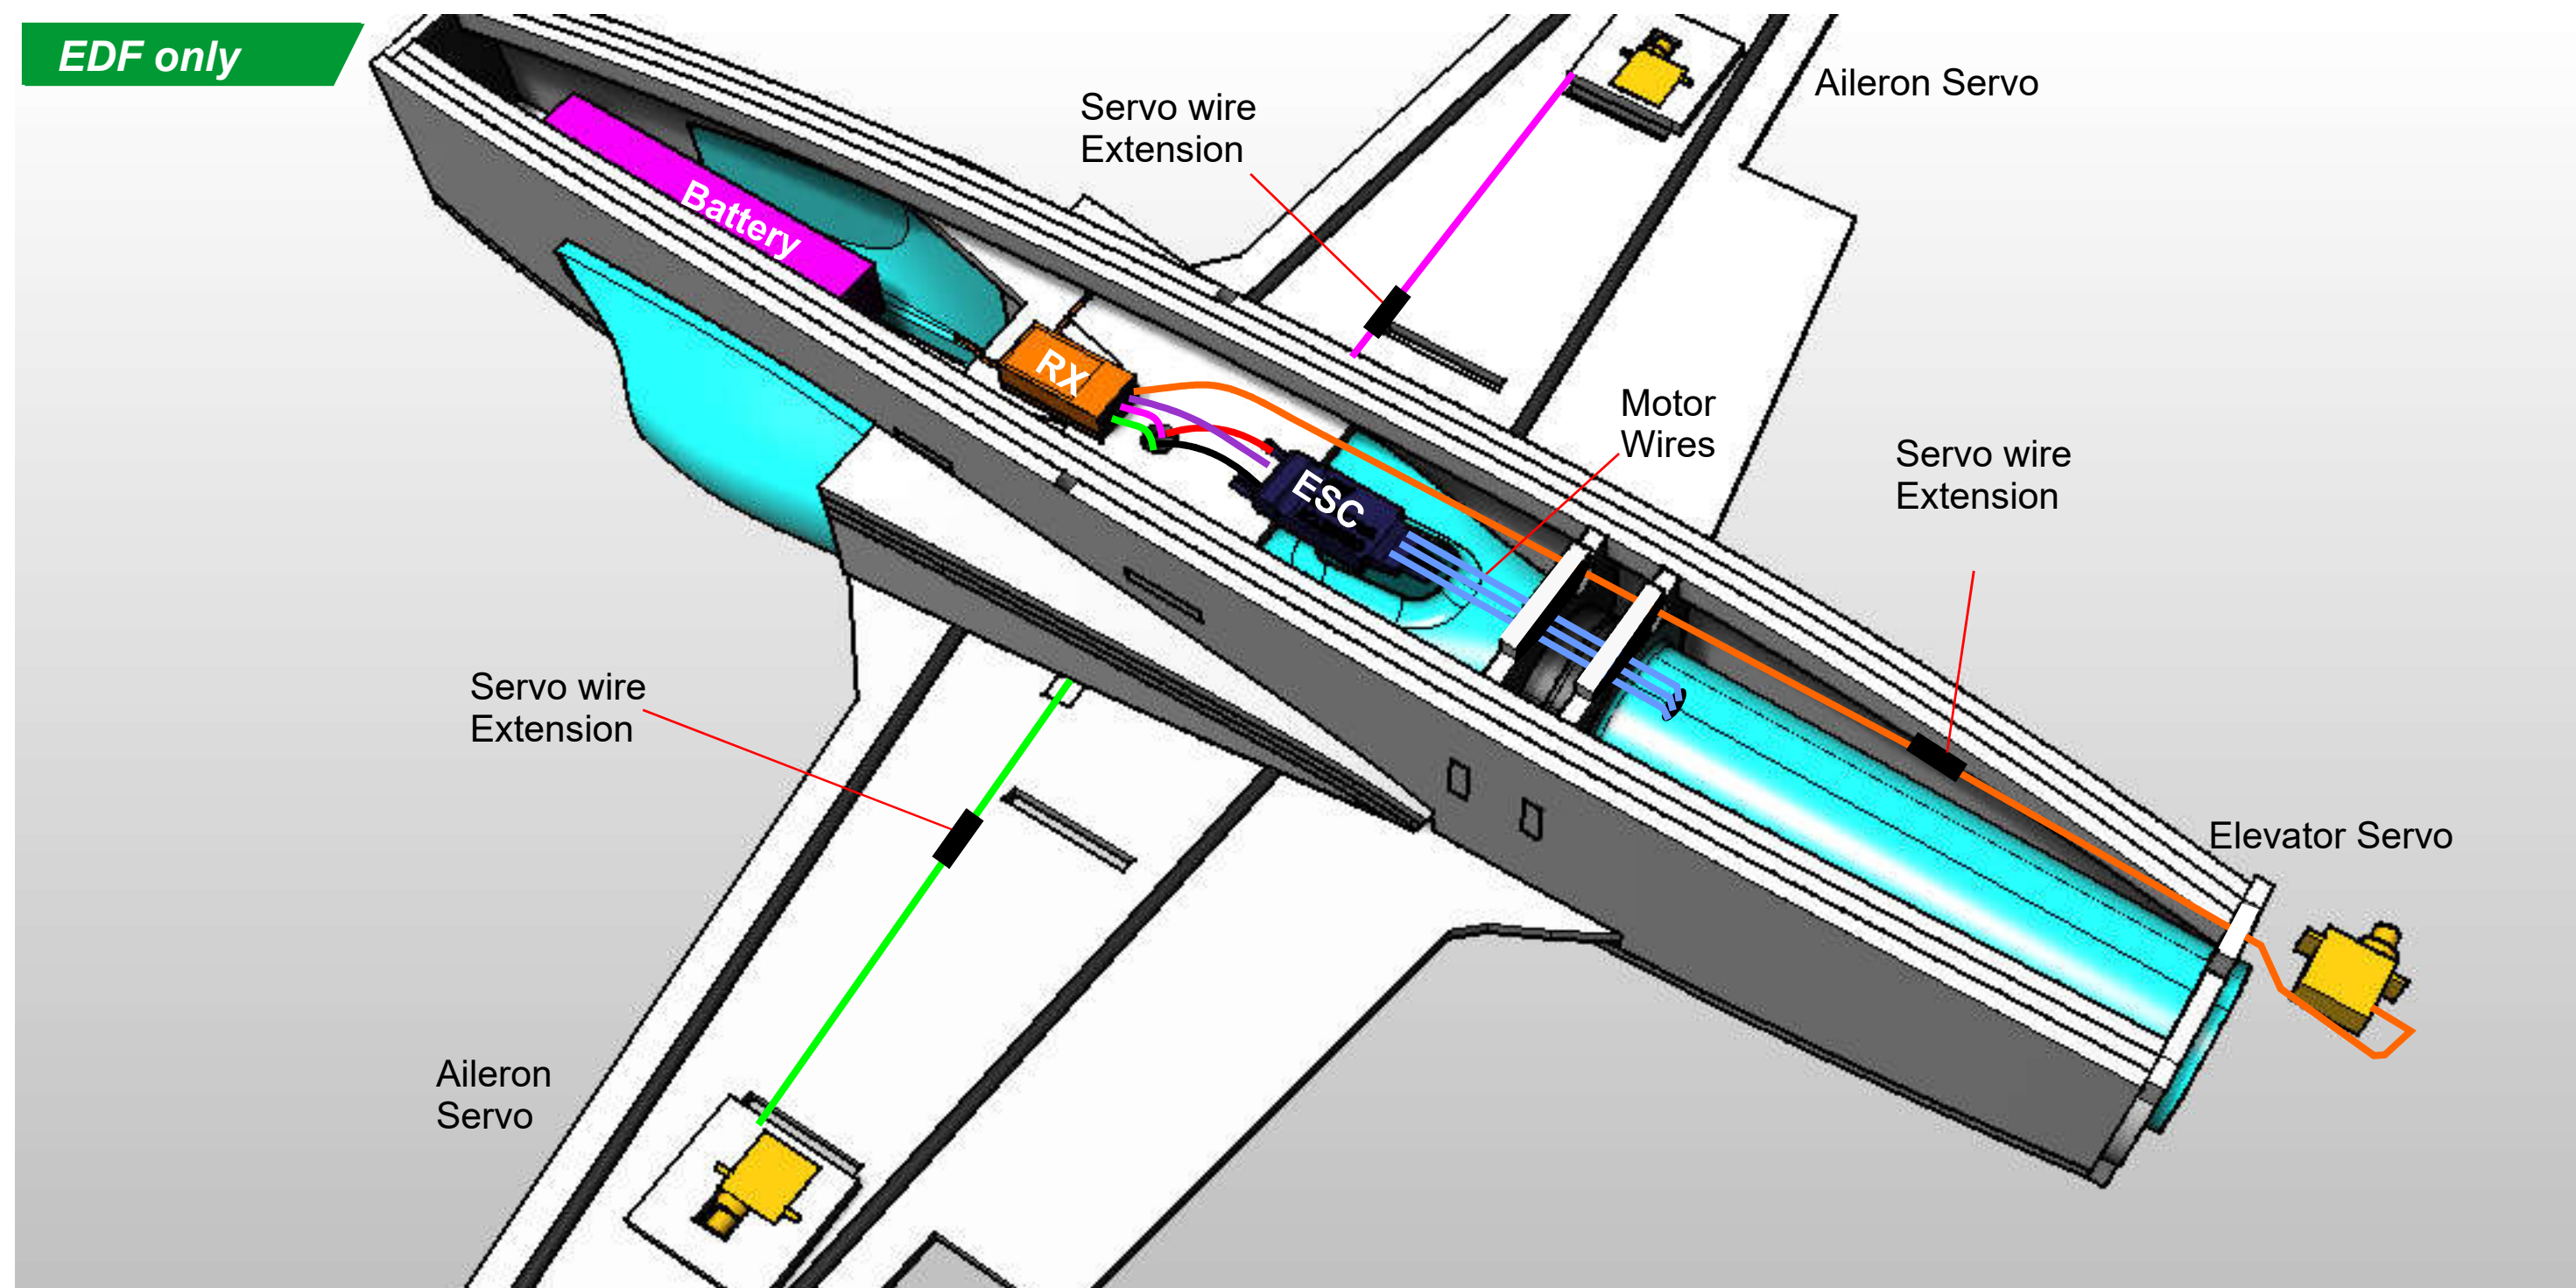 EDF only
Servo wire
Extension
Aileron Servo
Battery
RX
Motor
Wires
ESC
Servo wire
Extension
Servo wire
Extension
Elevator Servo
Aileron
Servo